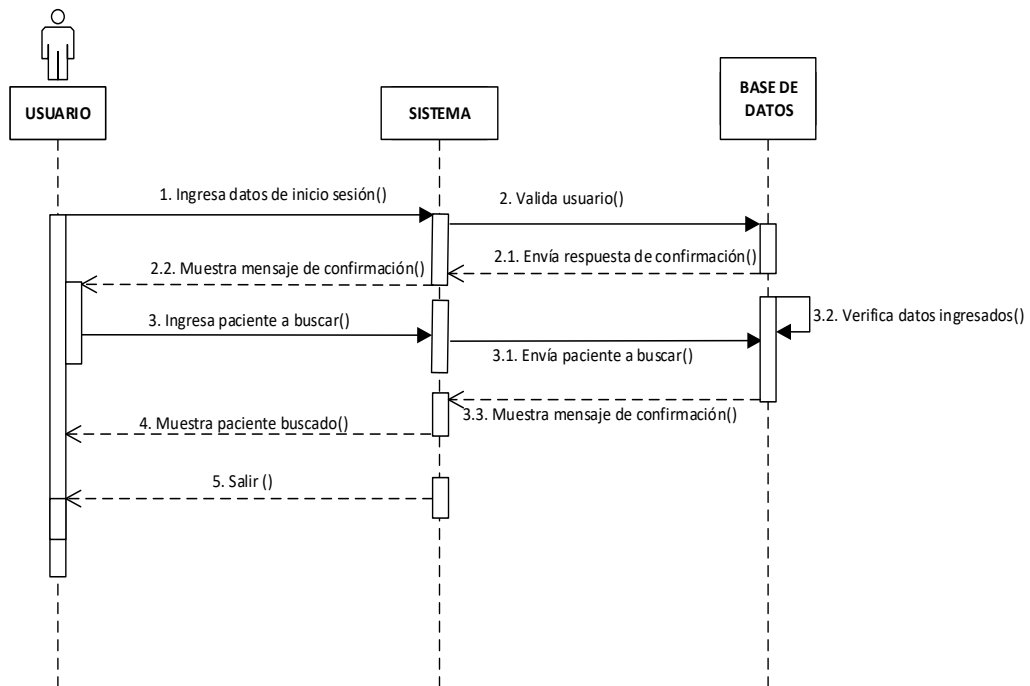 USUARIO
SISTEMA
BASE DE
DATOS
1. Ingresa datos de inicio sesión()
2. Valida usuario()
2.1. Envía respuesta de confirmación()
2.2. Muestra mensaje de confirmación()
3. Ingresa paciente a buscar()
3.2. Verifica datos ingresados()
3.1. Envía paciente a buscar()
3.3. Muestra mensaje de confirmación()
4. Muestra paciente buscado()
5. Salir ()